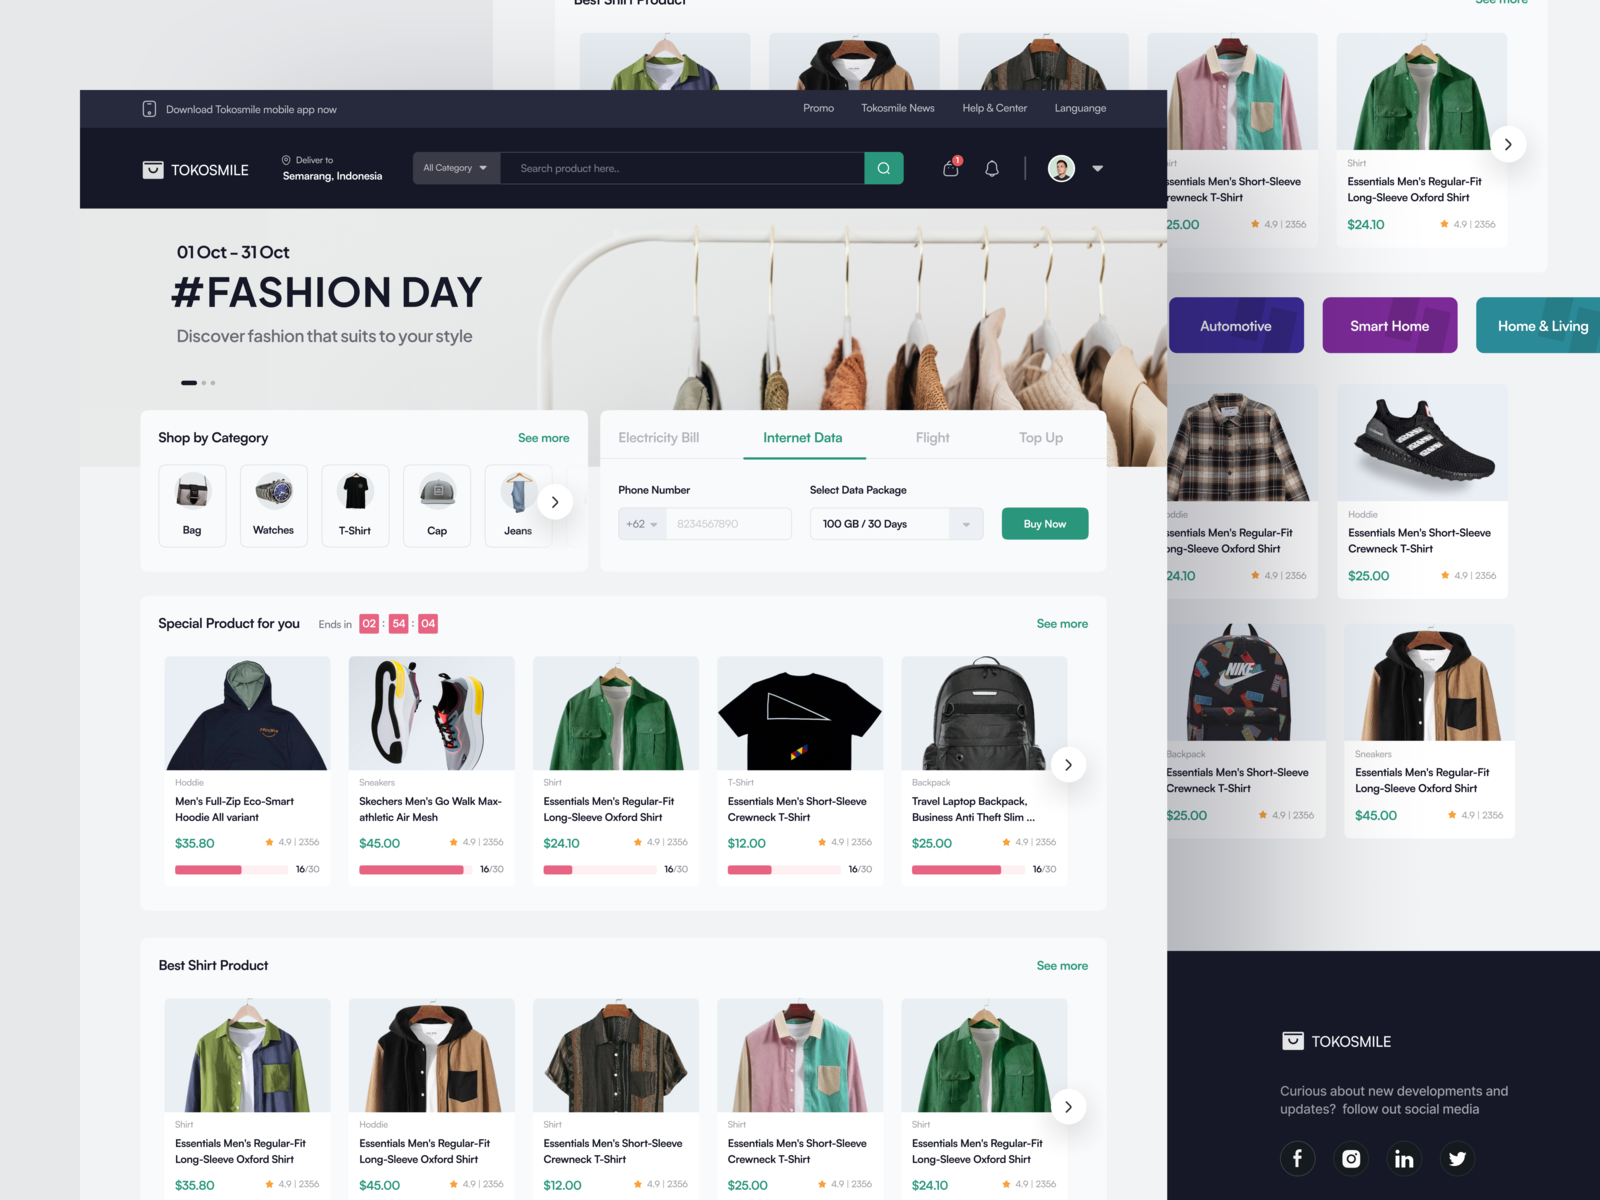 Best Shirt Product
See more
Shirt
Essentials Men's Regular-Fit
Long-Sleeve Oxford Shirt
$24.10
4.9 | 2356
irt
ssentials Men's Short-Sleeve
rewneck T-Shirt
25.00
4.9 | 2356
Download Tokosmile mobile app now
Promo
Tokosmile News
Help & Center
Languange
TOKOSMILE
Deliver to
Semarang, Indonesia
All Category
Search product here..
1
01 Oct - 31 Oct
#FASHION DAY
Discover fashion that suits to your style
Automotive
Smart Home
Home & Living
Shop by Category
See more
Bag
Watches
T-Shirt
Cap
Jeans
Electricity Bill
Internet Data
Flight
Top Up
Phone Number
+62
8234567890
Select Data Package
100 GB / 30 Days
Buy Now
Special Product for you
Ends in
02 : 54 : 04
See more
Hoddie
Men's Full-Zip Eco-Smart
Hoodie All variant
$35.80
4.9 | 2356
16/30
Sneakers
Skechers Men's Go Walk Max-
athletic Air Mesh
$45.00
4.9 | 2356
16/30
Shirt
Essentials Men's Regular-Fit
Long-Sleeve Oxford Shirt
$24.10
4.9 | 2356
16/30
T-Shirt
Essentials Men's Short-Sleeve
Crewneck T-Shirt
$12.00
4.9 | 2356
16/30
Backpack
Travel Laptop Backpack,
Business Anti Theft Slim ...
$25.00
4.9 | 2356
16/30
Best Shirt Product
See more
Shirt
Essentials Men's Regular-Fit
Long-Sleeve Oxford Shirt
$35.80
4.9 | 2356
Hoddie
Essentials Men's Regular-Fit
Long-Sleeve Oxford Shirt
$45.00
4.9 | 2356
Shirt
Essentials Men's Short-Sleeve
Crewneck T-Shirt
$12.00
4.9 | 2356
Shirt
Essentials Men's Short-Sleeve
Crewneck T-Shirt
$25.00
4.9 | 2356
Shirt
Essentials Men's Regular-Fit
Long-Sleeve Oxford Shirt
$24.10
4.9 | 2356
oddie
ssentials Men's Regular-Fit
ong-Sleeve Oxford Shirt
24.10
4.9 | 2356
Hoddie
Essentials Men's Short-Sleeve
Crewneck T-Shirt
$25.00
4.9 | 2356
NIKE
Backpack
Essentials Men's Short-Sleeve
Crewneck T-Shirt
$25.00
4.9 | 2356
Sneakers
Essentials Men's Regular-Fit
Long-Sleeve Oxford Shirt
$45.00
4.9 | 2356
TOKOSMILE
Curious about new developments and
updates? follow out social media